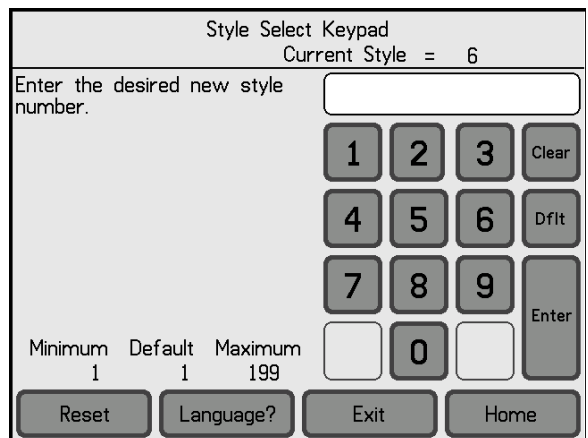 Style Select Keypad
Current Style = 6
Enter the desired new style
number.
1 2 3 Clear
4 5 6 Dflt
7 8 9
Enter
0
Minimum Default Maximum
1 1 199
Reset Language? Exit Home